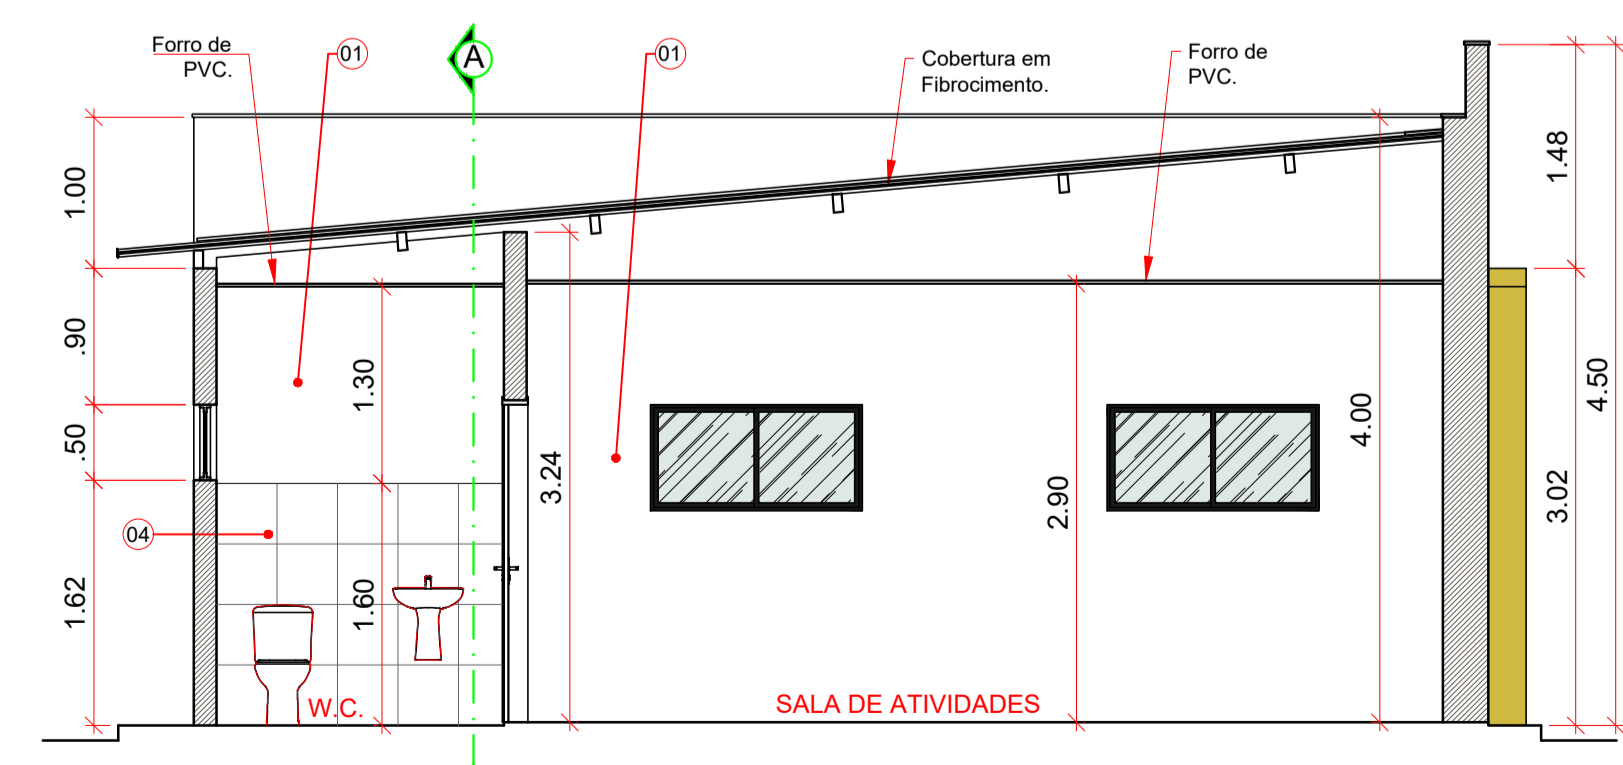 Forro de
PVC.
01
A
01
Cobertura em
Fibrocimento.
Forro de
PVC.
1.00
.90
.50
1.62
1.30
1.60
3.24
2.90
4.00
1.48
3.02
4.50
04
W.C.
SALA DE ATIVIDADES